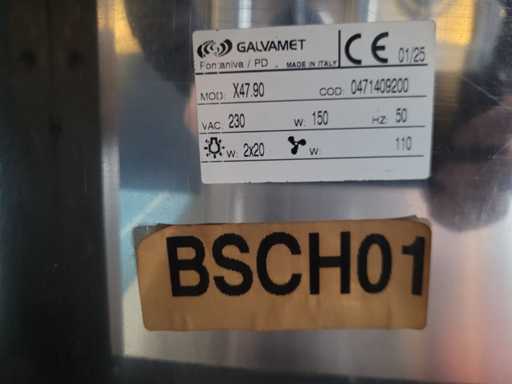 GALVAMET
Fontaniva / PD MADE IN ITALY
CE 01/25
MOD: X47.90 COD: 0471409200
VAC 230 W: 150 HZ: 50
W: 2x20 W: 110
BSCH01